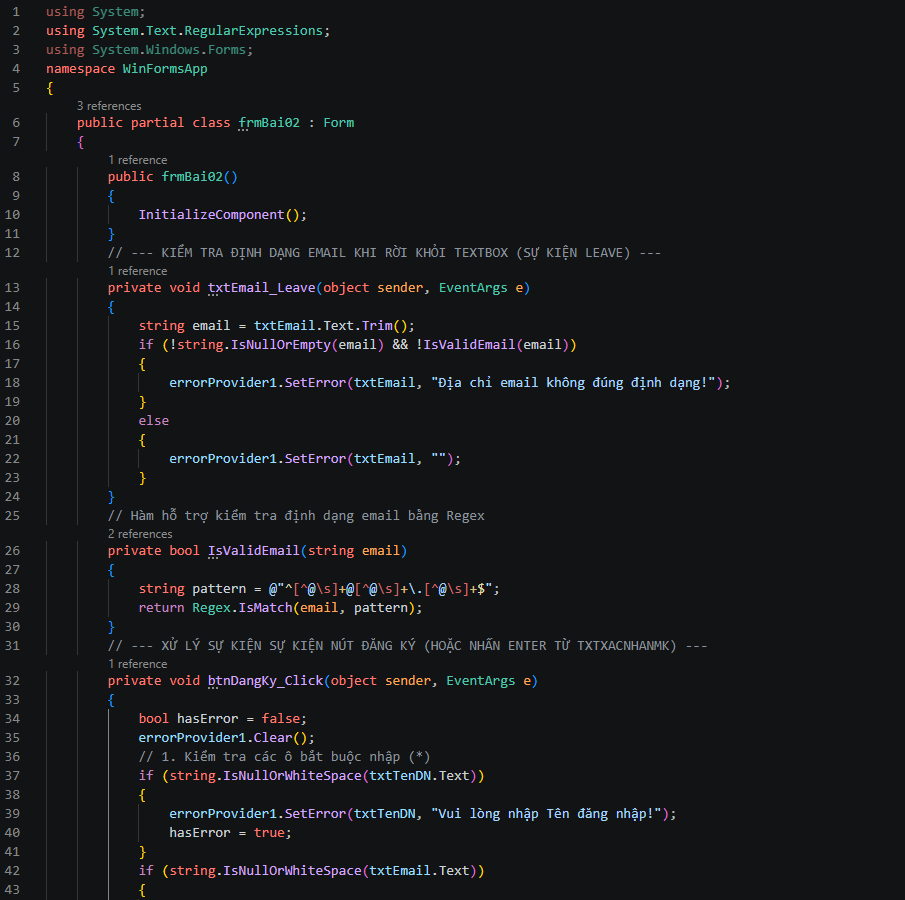 1 using System;
2 using System.Text.RegularExpressions;
3 using System.Windows.Forms;
4 namespace WinFormsApp
5 {
3 references
6 public partial class frmBai02 : Form
7 {
1 reference
8 public frmBai02()
9 {
10 InitializeComponent();
11 }
12 // --- KIỂM TRA ĐỊNH DẠNG EMAIL KHI RỜI KHỎI TEXTBOX (SỰ KIỆN LEAVE) ---
1 reference
13 private void txtEmail_Leave(object sender, EventArgs e)
14 {
15 string email = txtEmail.Text.Trim();
16 if (!string.IsNullOrEmpty(email) && !IsValidEmail(email))
17 {
18 errorProvider1.SetError(txtEmail, "Địa chỉ email không đúng định dạng!");
19 }
20 else
21 {
22 errorProvider1.SetError(txtEmail, "");
23 }
24 }
25 // Hàm hỗ trợ kiểm tra định dạng email bằng Regex
2 references
26 private bool IsValidEmail(string email)
27 {
28 string pattern = @"^[^@\s]+@[^@\s]+\.[^@\s]+$";
29 return Regex.IsMatch(email, pattern);
30 }
31 // --- XỬ LÝ SỰ KIỆN SỰ KIỆN NÚT ĐĂNG KÝ (HOẶC NHẤN ENTER TỪ TXTXACNHANMK) ---
1 reference
32 private void btnDangKy_Click(object sender, EventArgs e)
33 {
34 bool hasError = false;
35 errorProvider1.Clear();
36 // 1. Kiểm tra các ô bắt buộc nhập (*)
37 if (string.IsNullOrWhiteSpace(txtTenDN.Text))
38 {
39 errorProvider1.SetError(txtTenDN, "Vui lòng nhập Tên đăng nhập!");
40 hasError = true;
41 }
42 if (string.IsNullOrWhiteSpace(txtEmail.Text))
43 {